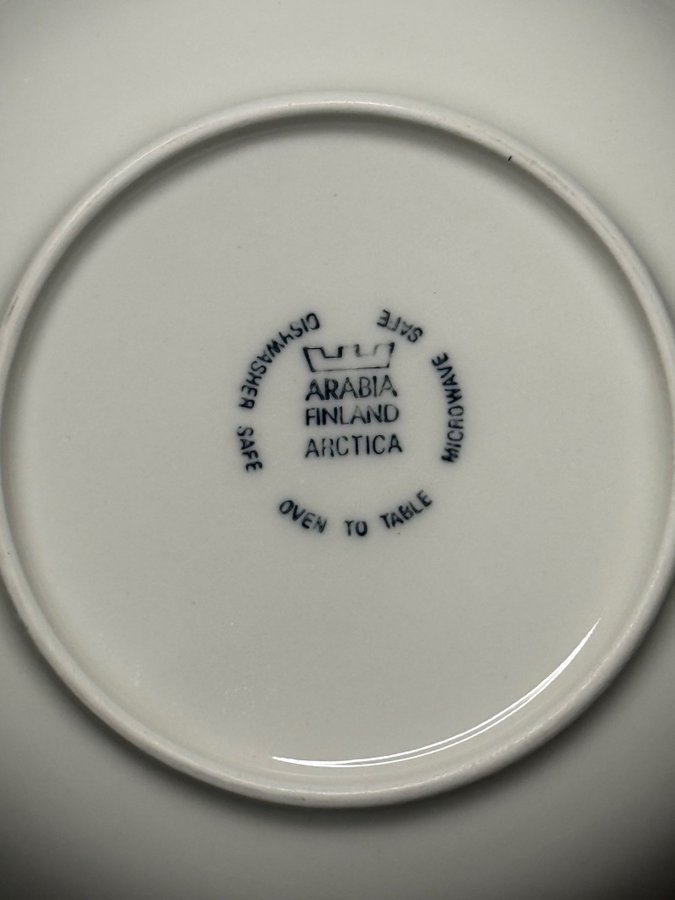 ARABIA
FINLAND
ARCTICA
DISHWASHER SAFE
OVEN TO TABLE
MICROWAVE SAFE